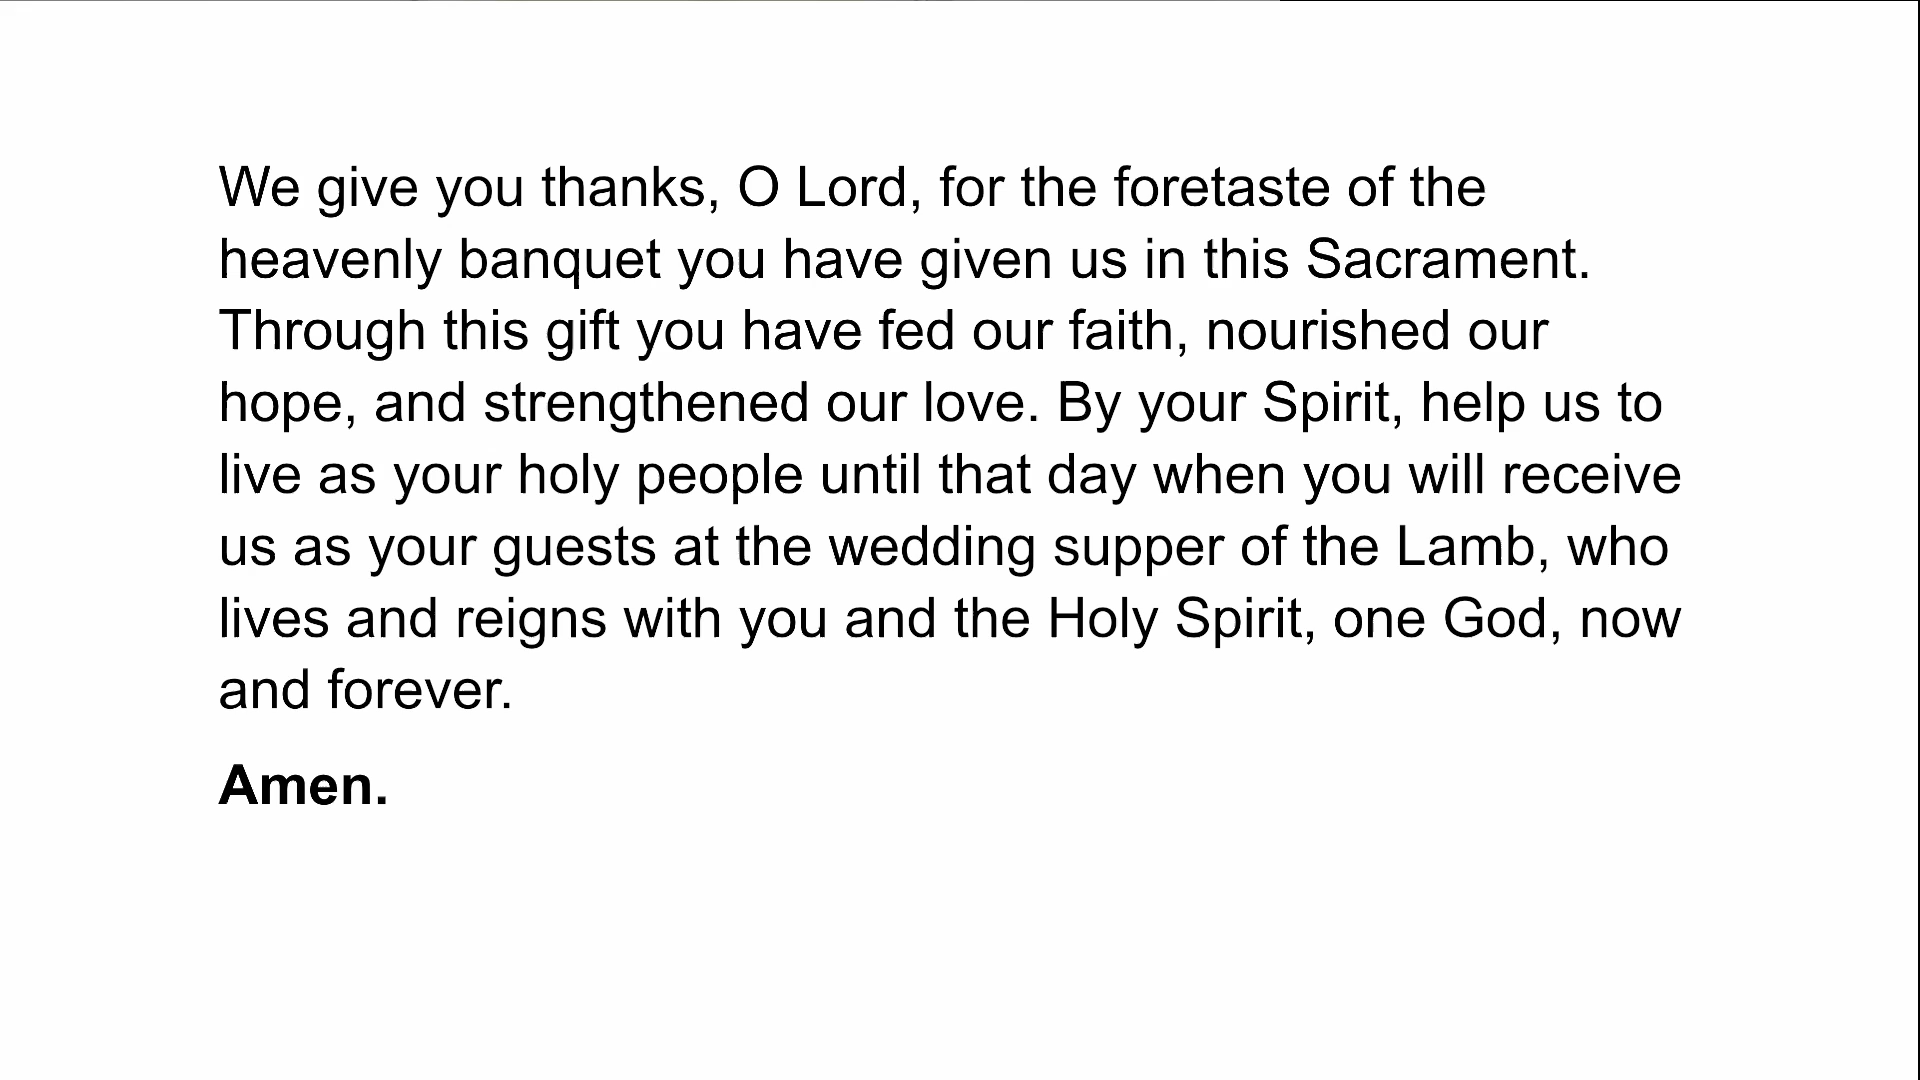 We give you thanks, O Lord, for the foretaste of the
heavenly banquet you have given us in this Sacrament.
Through this gift you have fed our faith, nourished our
hope, and strengthened our love. By your Spirit, help us to
live as your holy people until that day when you will receive
us as your guests at the wedding supper of the Lamb, who
lives and reigns with you and the Holy Spirit, one God, now
and forever.
Amen.